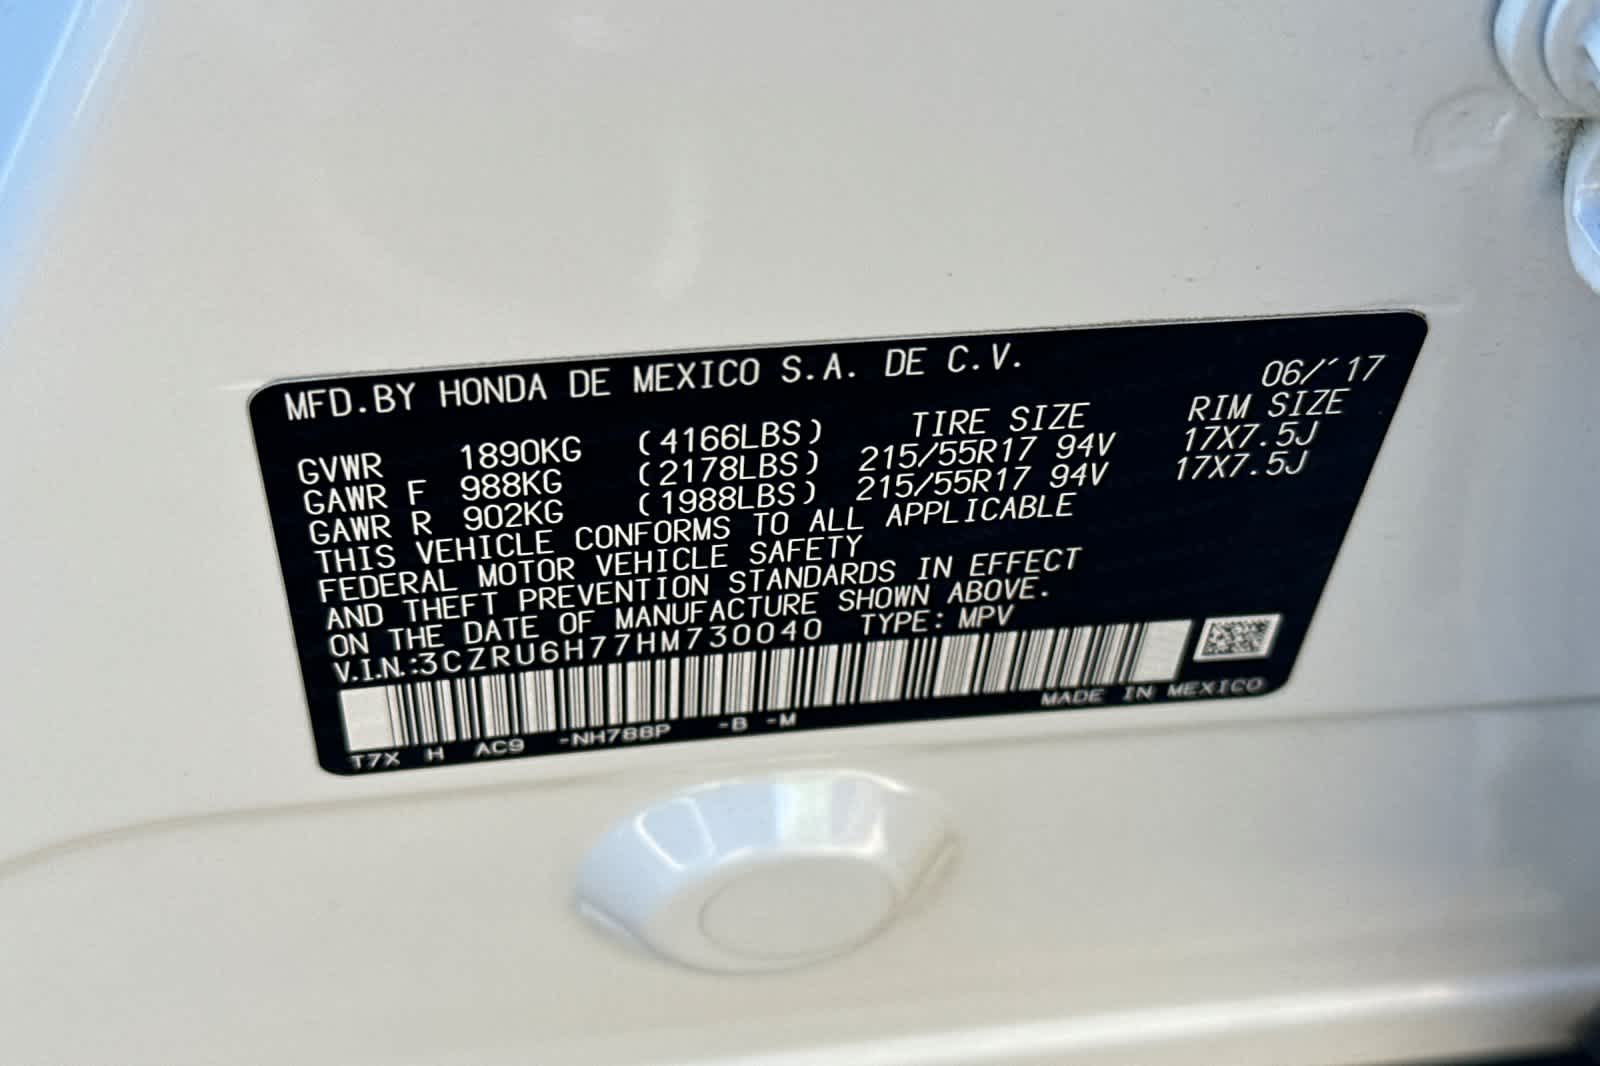 MFD.BY HONDA DE MEXICO S.A. DE C.V.
06/'17
TIRE SIZE RIM SIZE
GVWR 1890KG (4166LBS) 215/55R17 94V 17X7.5J
GAWR F 988KG (2178LBS) 215/55R17 94V 17X7.5J
GAWR R 902KG (1988LBS)
THIS VEHICLE CONFORMS TO ALL APPLICABLE
FEDERAL MOTOR VEHICLE SAFETY
AND THEFT PREVENTION STANDARDS IN EFFECT
ON THE DATE OF MANUFACTURE SHOWN ABOVE.
V.I.N.:3CZRU6H77HM730040 TYPE: MPV
MADE IN MEXICO
T7X H AC9 -NH788P -B -M